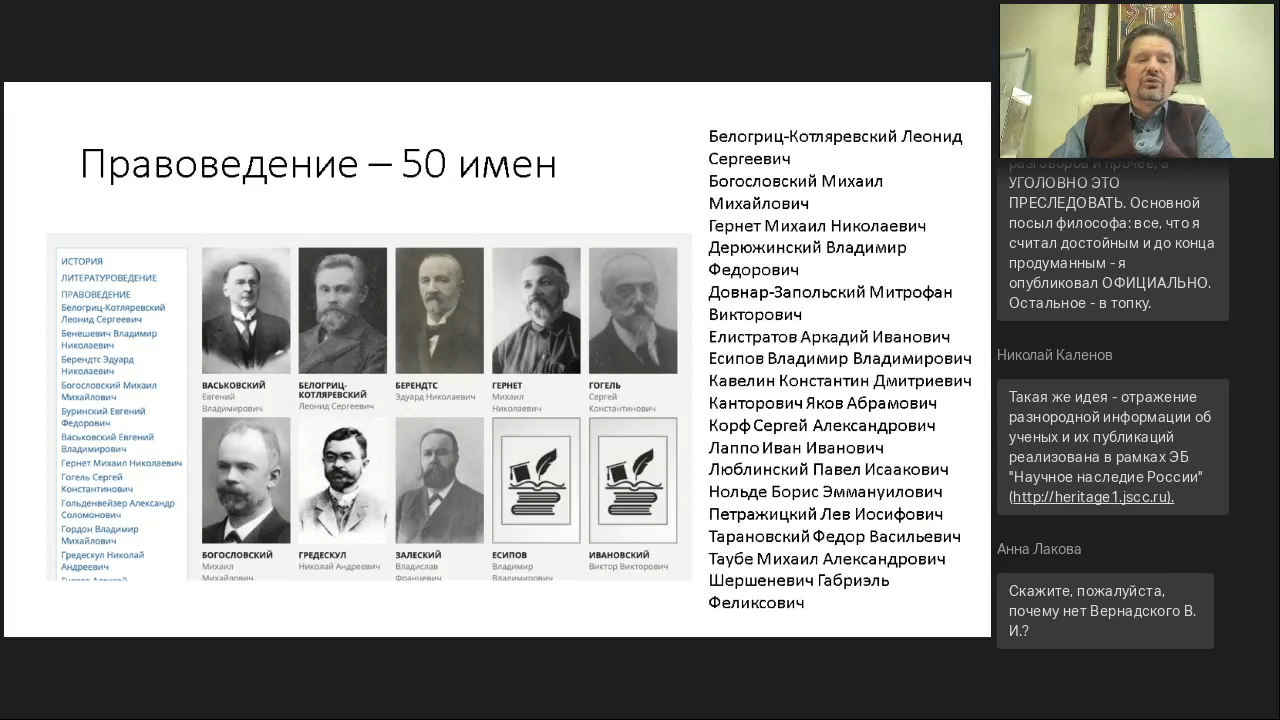 Правоведение – 50 имен
ИСТОРИЯ
ЛИТЕРАТУРОВЕДЕНИЕ
ПРАВОВЕДЕНИЕ
Белогриц-Котляревский
Леонид Сергеевич
Бенешевич Владимир
Николаевич
Берендтс Эдуард
Николаевич
Богословский Михаил
Михайлович
Буринский Евгений
Федорович
Васьковский Евгений
Владимирович
Гернет Михаил Николаевич
Гогель Сергей
Константинович
Гольденвейзер Александр
Соломонович
Гордон Владимир
Михайлович
Гредескул Николай
Андреевич
ВАСЬКОВСКИЙ
Евгений
Владимирович
БЕЛОГРИЦ-
КОТЛЯРЕВСКИЙ
Леонид Сергеевич
БЕРЕНДТС
Эдуард Николаевич
ГЕРНЕТ
Михаил
Николаевич
ГОГЕЛЬ
Сергей
Константинович
БОГОСЛОВСКИЙ
Михаил
Михайлович
ГРЕДЕСКУЛ
Николай Андреевич
ЗАЛЕСКИЙ
Владислав
Францевич
ЕСИПОВ
Владимир
Владимирович
ИВАНОВСКИЙ
Виктор Викторович
Белогриц-Котляревский Леонид
Сергеевич
Богословский Михаил
Михайлович
Гернет Михаил Николаевич
Дерюжинский Владимир
Федорович
Довнар-Запольский Митрофан
Викторович
Елистратов Аркадий Иванович
Есипов Владимир Владимирович
Кавелин Константин Дмитриевич
Канторович Яков Абрамович
Корф Сергей Александрович
Лаппо Иван Иванович
Люблинский Павел Исаакович
Нольде Борис Эммануилович
Петражицкий Лев Иосифович
Тарановский Федор Васильевич
Таубе Михаил Александрович
Шершеневич Габриэль
Феликсович
разговоров и прочее, а
УГОЛОВНО ЭТО
ПРЕСЛЕДОВАТЬ. Основной
посыл философа: все, что я
считал достойным и до конца
продуманным - я
опубликовал ОФИЦИАЛЬНО.
Остальное - в топку.
Николай Каленов
Такая же идея - отражение
разнородной информации об
ученых и их публикаций
реализована в рамках ЭБ
"Научное наследие России"
(http://heritage1.jscc.ru).
Анна Лакова
Скажите, пожалуйста,
почему нет Вернадского В.
И.?